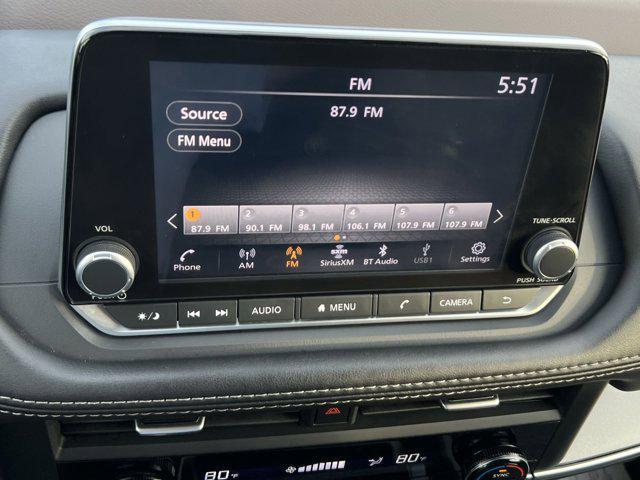 FM
5:51
Source
87.9 FM
FM Menu
1 2 3 4 5 6
87.9 FM 90.1 FM 98.1 FM 106.1 FM 107.9 FM 107.9 FM
VOL
TUNE·SCROLL
Phone AM FM SiriusXM BT Audio USB1 Settings
PUSH SOUND
AUDIO MENU CAMERA
80°F 80°F
SYNC